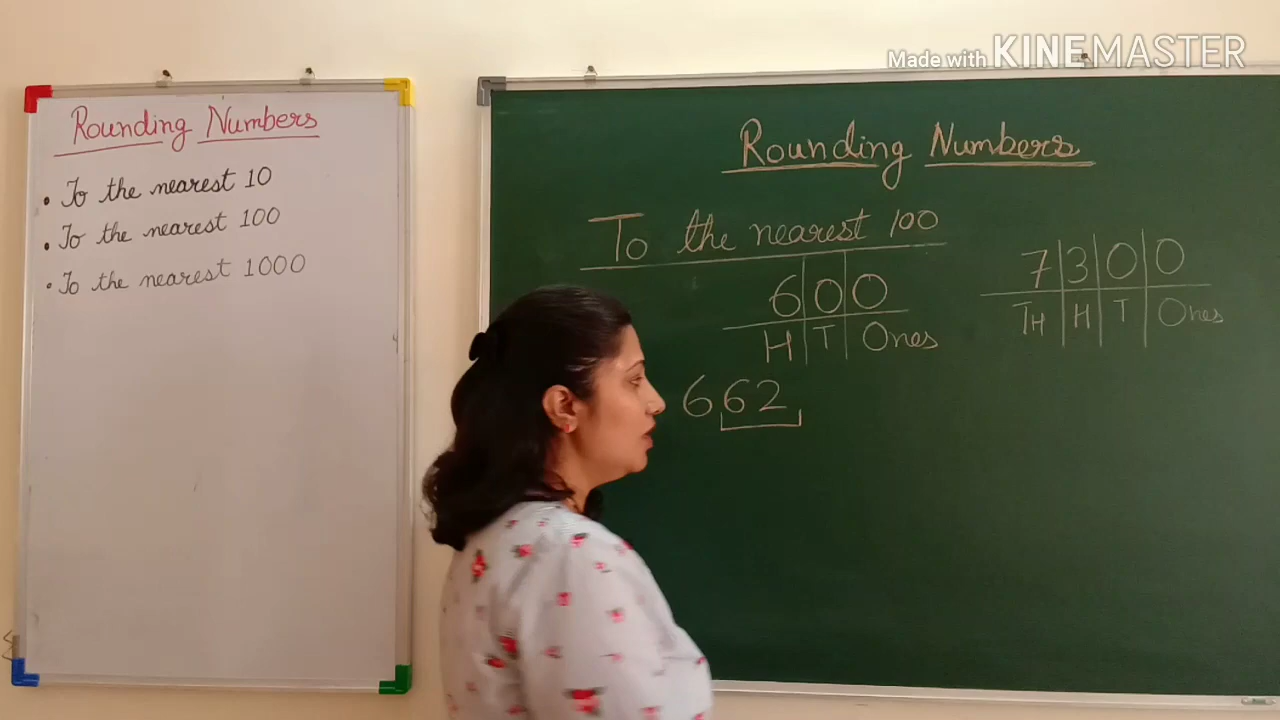 Made with KINEMASTER
Rounding Numbers
• To the nearest 10
• To the nearest 100
• To the nearest 1000
Rounding Numbers
To the nearest 100
6 0 0
H T Ones
662
7 3 0 0
TH H T Ones